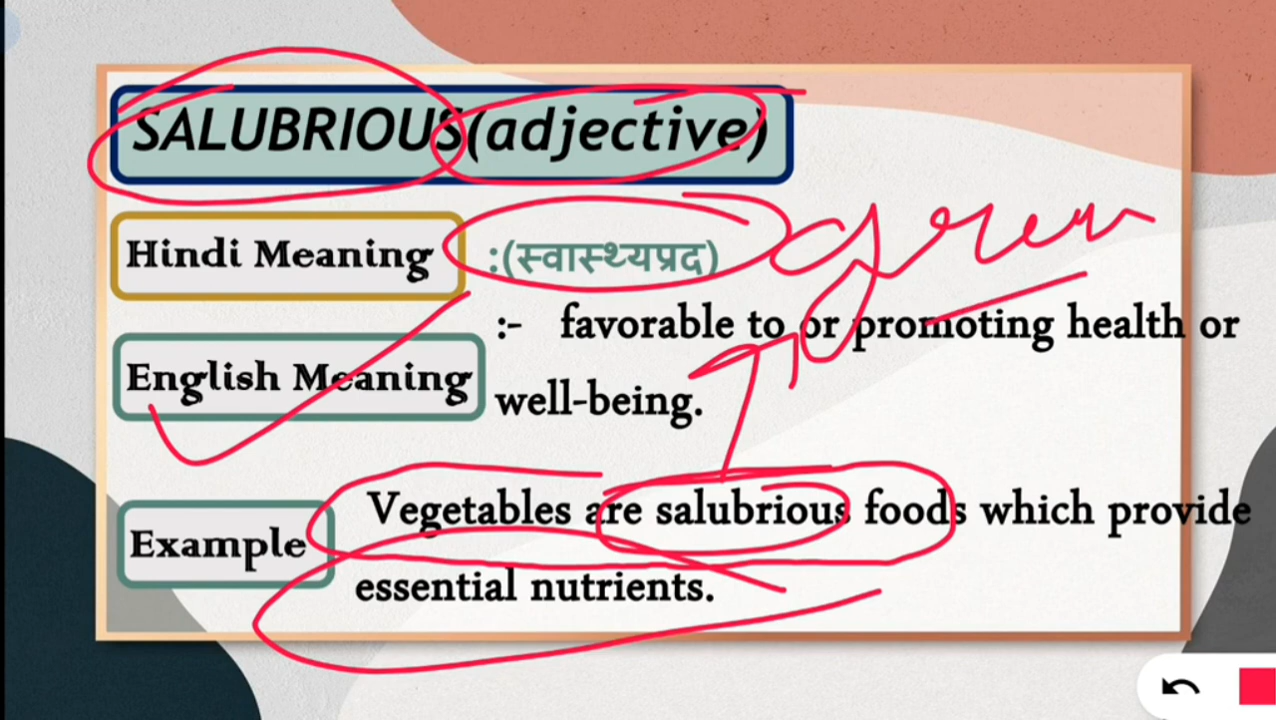 SALUBRIOUS(adjective)
Hindi Meaning :(स्वास्थ्यप्रद)
:- favorable to or promoting health or
English Meaning
well-being.
Vegetables are salubrious foods which provide
Example
essential nutrients.